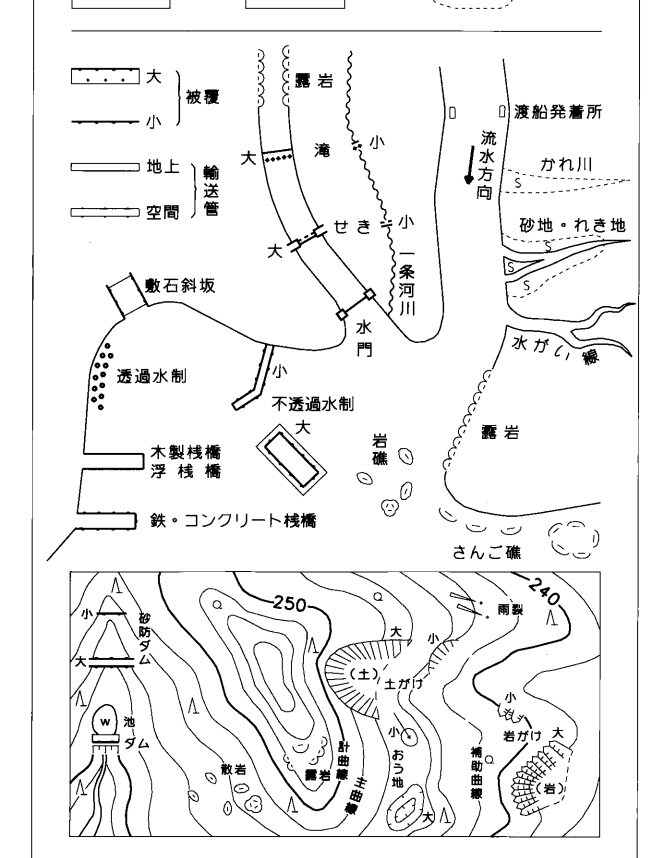 大
被覆
小
地上
輸送管
空間
露岩
大
滝
小
せき
小
大
一条河川
水門
渡船発着所
流水方向
かれ川
S
砂地・れき地
S
S
S
水がい線
敷石斜坂
透過水制
小
不透過水制
大
岩礁
露岩
木製桟橋
浮桟橋
鉄・コンクリート桟橋
さんご礁
小
砂防ダム
大
W
池
ダム
250
240
雨裂
大
小
(土)
土がけ
小
岩がけ
大
(岩)
小
おう地
大
散岩
露岩
計曲線
主曲線
補助曲線